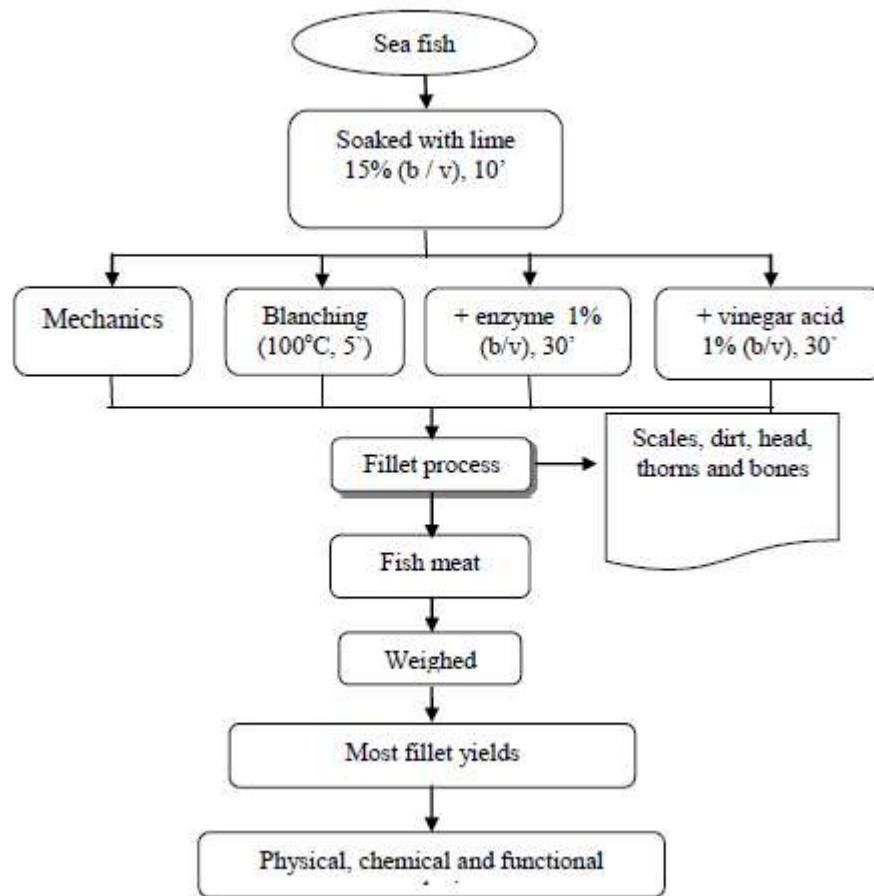 Sea fish
Soaked with lime
15% (b / v), 10’
Mechanics
Blanching
(100°C, 5`)
+ enzyme 1%
(b/v), 30’
+ vinegar acid
1% (b/v), 30`
Scales, dirt, head,
thorns and bones
Fillet process
Fish meat
Weighed
Most fillet yields
Physical, chemical and functional